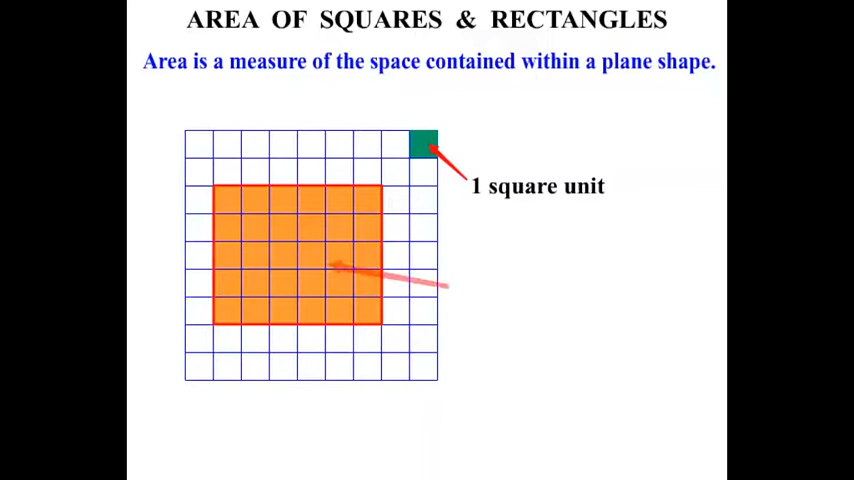 AREA OF SQUARES & RECTANGLES
Area is a measure of the space contained within a plane shape.
1 square unit